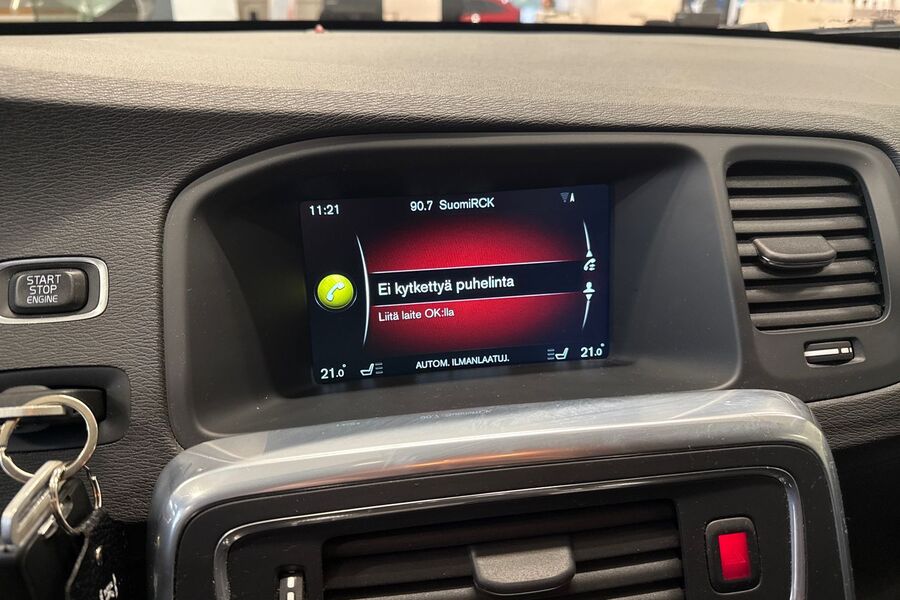 11:21
90.7 SuomiRCK
A
START
STOP
ENGINE
Ei kytkettyä puhelinta
Liitä laite OK:lla
21.0°
AUTOM. ILMANLAATUJ.
21.0°